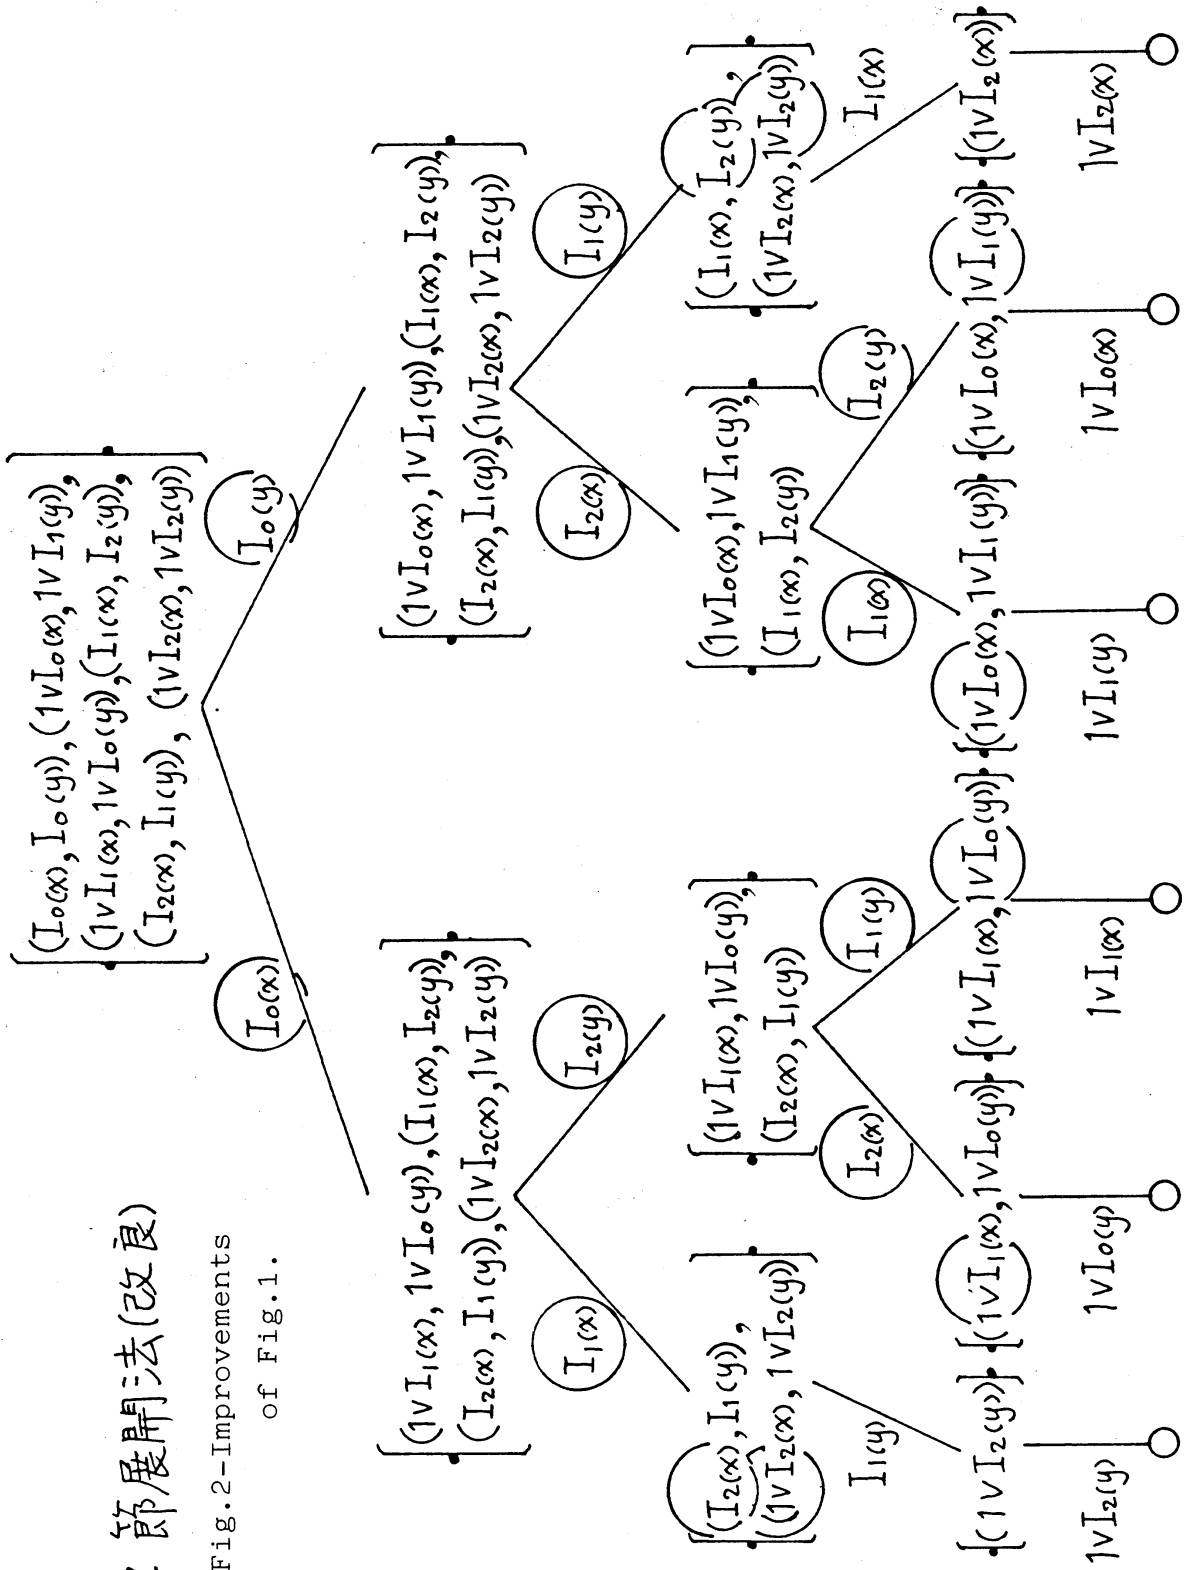 節展開法(改良)
Fig.2-Improvements
of Fig.1.
{(I₀(x), I₀(y)), (1∨I₀(x), 1∨I₁(y)),
(1∨I₁(x), 1∨I₀(y)), (I₁(x), I₂(y)),
(I₂(x), I₁(y)), (1∨I₂(x), 1∨I₂(y))}
I₀(x)
I₀(y)
{(1∨I₁(x), 1∨I₀(y)), (I₁(x), I₂(y)),
(I₂(x), I₁(y)), (1∨I₂(x), 1∨I₂(y))}
{(1∨I₀(x), 1∨I₁(y)), (I₁(x), I₂(y)),
(I₂(x), I₁(y)), (1∨I₂(x), 1∨I₂(y))}
I₁(x)
I₂(y)
I₂(x)
I₁(y)
{(I₂(x), I₁(y)),
(1∨I₂(x), 1∨I₂(y))}
{(1∨I₁(x), 1∨I₀(y)),
(I₂(x), I₁(y))}
{(1∨I₀(x), 1∨I₁(y)),
(I₁(x), I₂(y))}
{(I₁(x), I₂(y)),
(1∨I₂(x), 1∨I₂(y))}
I₁(y)
I₂(x)
I₁(y)
I₁(x)
I₂(y)
I₁(x)
{(1∨I₂(y))}
{(1∨I₁(x), 1∨I₀(y))}
{(1∨I₁(x), 1∨I₀(y))}
{(1∨I₀(x), 1∨I₁(y))}
{(1∨I₀(x), 1∨I₁(y))}
{(1∨I₂(x))}
1∨I₂(y)
1∨I₀(y)
1∨I₁(x)
1∨I₁(y)
1∨I₀(x)
1∨I₂(x)